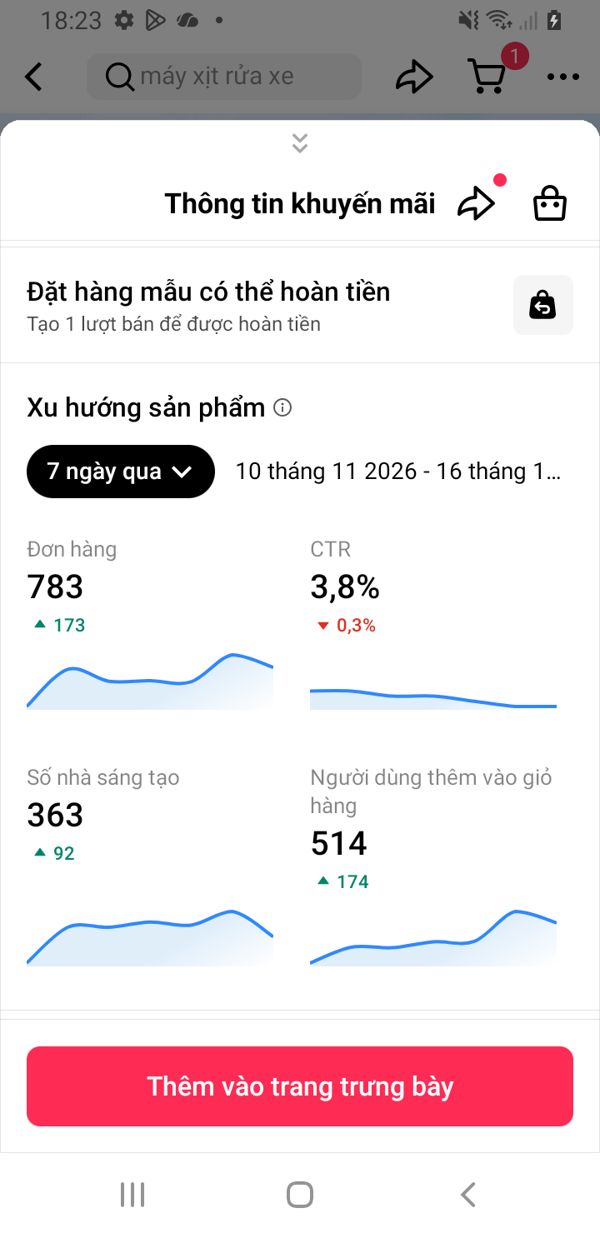 18:23
máy xịt rửa xe
1
Thông tin khuyến mãi
Đặt hàng mẫu có thể hoàn tiền
Tạo 1 lượt bán để được hoàn tiền
Xu hướng sản phẩm
7 ngày qua
10 tháng 11 2026 - 16 tháng 1...
Đơn hàng
783
173
CTR
3,8%
0,3%
Số nhà sáng tạo
363
92
Người dùng thêm vào giỏ
hàng
514
174
Thêm vào trang trưng bày